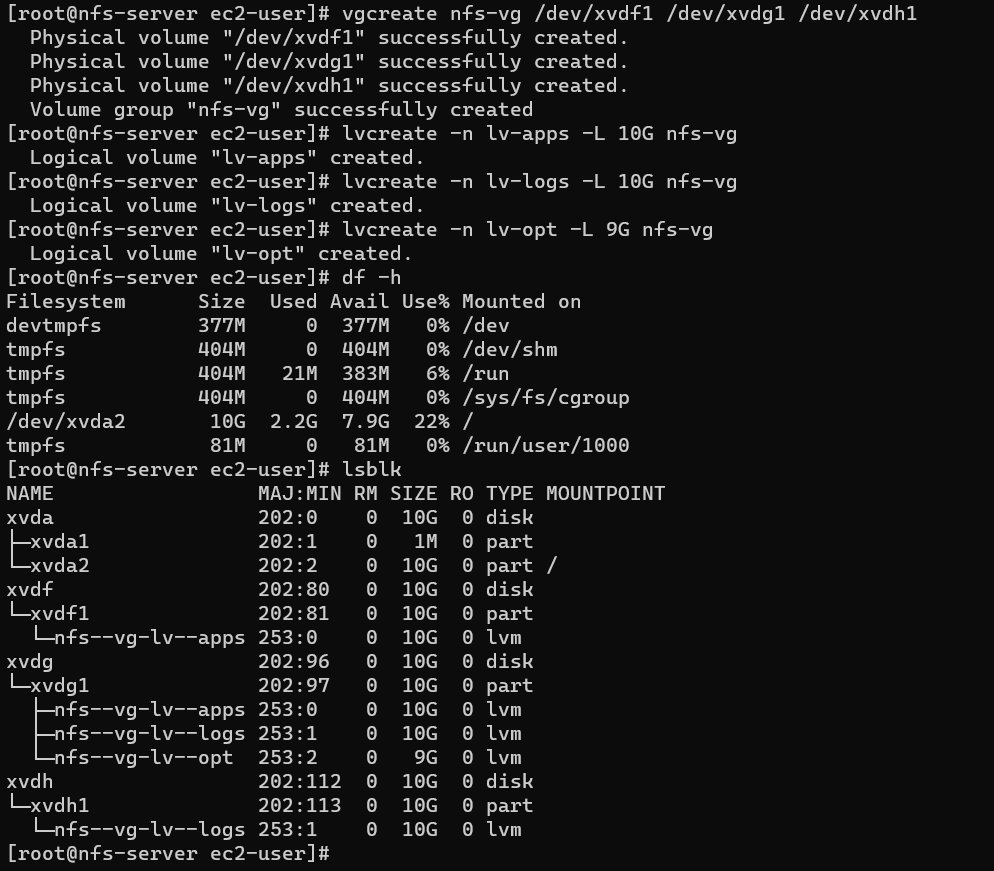 [root@nfs-server ec2-user]# vgcreate nfs-vg /dev/xvdf1 /dev/xvdg1 /dev/xvdh1
  Physical volume "/dev/xvdf1" successfully created.
  Physical volume "/dev/xvdg1" successfully created.
  Physical volume "/dev/xvdh1" successfully created.
  Volume group "nfs-vg" successfully created
[root@nfs-server ec2-user]# lvcreate -n lv-apps -L 10G nfs-vg
  Logical volume "lv-apps" created.
[root@nfs-server ec2-user]# lvcreate -n lv-logs -L 10G nfs-vg
  Logical volume "lv-logs" created.
[root@nfs-server ec2-user]# lvcreate -n lv-opt -L 9G nfs-vg
  Logical volume "lv-opt" created.
[root@nfs-server ec2-user]# df -h
Filesystem      Size  Used Avail Use% Mounted on
devtmpfs        377M     0  377M   0% /dev
tmpfs           404M     0  404M   0% /dev/shm
tmpfs           404M   21M  383M   6% /run
tmpfs           404M     0  404M   0% /sys/fs/cgroup
/dev/xvda2       10G  2.2G  7.9G  22% /
tmpfs            81M     0   81M   0% /run/user/1000
[root@nfs-server ec2-user]# lsblk
NAME                 MAJ:MIN RM SIZE RO TYPE MOUNTPOINT
xvda                 202:0    0  10G  0 disk
├─xvda1              202:1    0   1M  0 part
└─xvda2              202:2    0  10G  0 part /
xvdf                 202:80   0  10G  0 disk
└─xvdf1              202:81   0  10G  0 part
  └─nfs--vg-lv--apps 253:0    0  10G  0 lvm
xvdg                 202:96   0  10G  0 disk
└─xvdg1              202:97   0  10G  0 part
  ├─nfs--vg-lv--apps 253:0    0  10G  0 lvm
  ├─nfs--vg-lv--logs 253:1    0  10G  0 lvm
  └─nfs--vg-lv--opt  253:2    0   9G  0 lvm
xvdh                 202:112  0  10G  0 disk
└─xvdh1              202:113  0  10G  0 part
  └─nfs--vg-lv--logs 253:1    0  10G  0 lvm
[root@nfs-server ec2-user]#